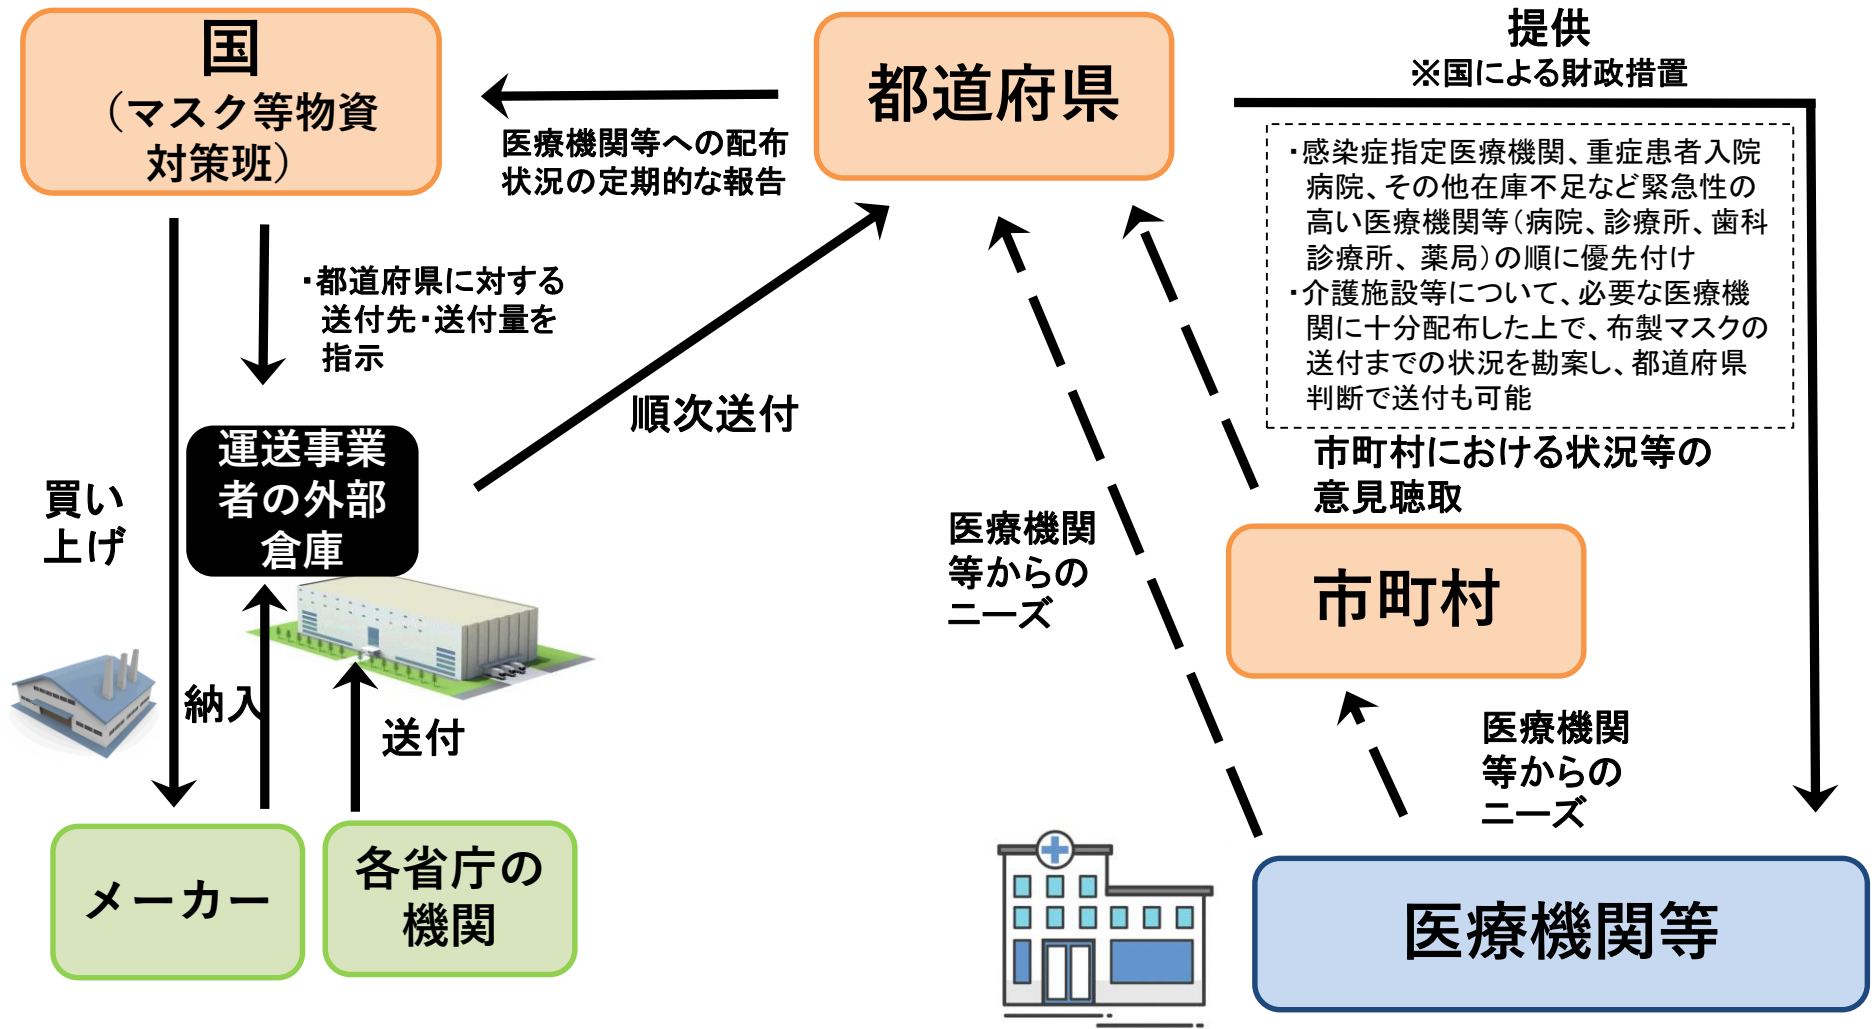 国
（マスク等物資
対策班）
都道府県
提供
※国による財政措置
医療機関等への配布
状況の定期的な報告
・感染症指定医療機関、重症患者入院
病院、その他在庫不足など緊急性の
高い医療機関等（病院、診療所、歯科
診療所、薬局）の順に優先付け
・介護施設等について、必要な医療機
関に十分配布した上で、布製マスクの
送付までの状況を勘案し、都道府県
判断で送付も可能
・都道府県に対する
送付先・送付量を
指示
順次送付
運送事業
者の外部
倉庫
買い
上げ
市町村における状況等の
意見聴取
医療機関
等からの
ニーズ
市町村
納入
送付
医療機関
等からの
ニーズ
メーカー
各省庁の
機関
医療機関等